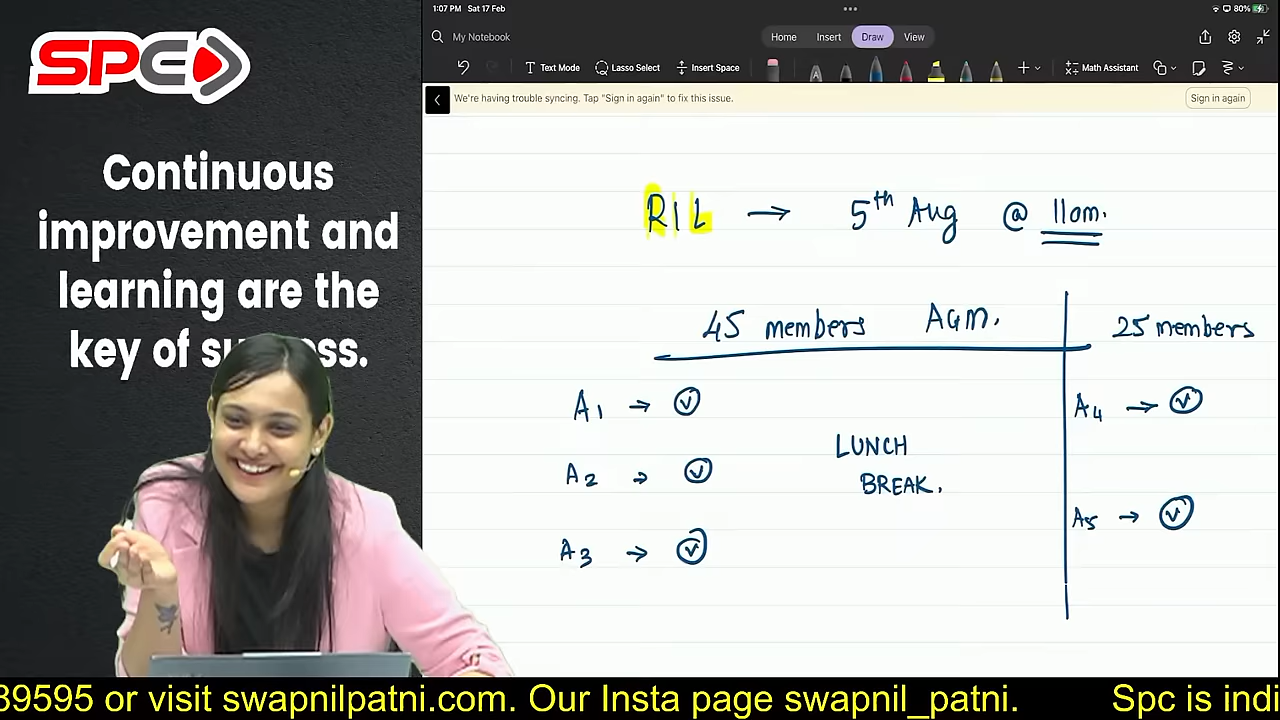 SPC
Continuous
improvement and
learning are the
key of success.
1:07 PM Sat 17 Feb
80%
My Notebook
Home Insert Draw View
Text Mode Lasso Select Insert Space Math Assistant
We're having trouble syncing. Tap "Sign in again" to fix this issue.
Sign in again
RIL → 5th Aug @ 11am.
45 members AGM. 25 members
A1 → ✓
A4 → ✓
LUNCH
BREAK.
A2 → ✓
A5 → ✓
A3 → ✓
39595 or visit swapnilpatni.com. Our Insta page swapnil_patni. Spc is indi